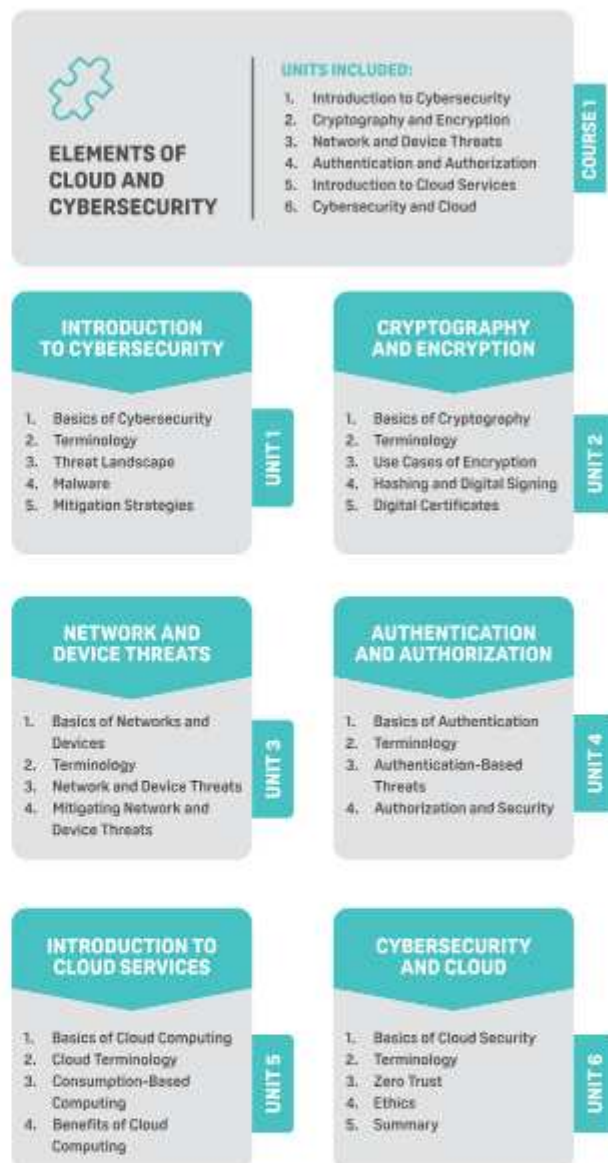 ELEMENTS OF
CLOUD AND
CYBERSECURITY
UNITS INCLUDED:
1. Introduction to Cybersecurity
2. Cryptography and Encryption
3. Network and Device Threats
4. Authentication and Authorization
5. Introduction to Cloud Services
6. Cybersecurity and Cloud
COURSE 1
INTRODUCTION
TO CYBERSECURITY
1. Basics of Cybersecurity
2. Terminology
3. Threat Landscape
4. Malware
5. Mitigation Strategies
UNIT 1
CRYPTOGRAPHY
AND ENCRYPTION
1. Basics of Cryptography
2. Terminology
3. Use Cases of Encryption
4. Hashing and Digital Signing
5. Digital Certificates
UNIT 2
NETWORK AND
DEVICE THREATS
1. Basics of Networks and
Devices
2. Terminology
3. Network and Device Threats
4. Mitigating Network and
Device Threats
UNIT 3
AUTHENTICATION
AND AUTHORIZATION
1. Basics of Authentication
2. Terminology
3. Authentication-Based
Threats
4. Authorization and Security
UNIT 4
INTRODUCTION TO
CLOUD SERVICES
1. Basics of Cloud Computing
2. Cloud Terminology
3. Consumption-Based
Computing
4. Benefits of Cloud
Computing
UNIT 5
CYBERSECURITY
AND CLOUD
1. Basics of Cloud Security
2. Terminology
3. Zero Trust
4. Ethics
5. Summary
UNIT 6